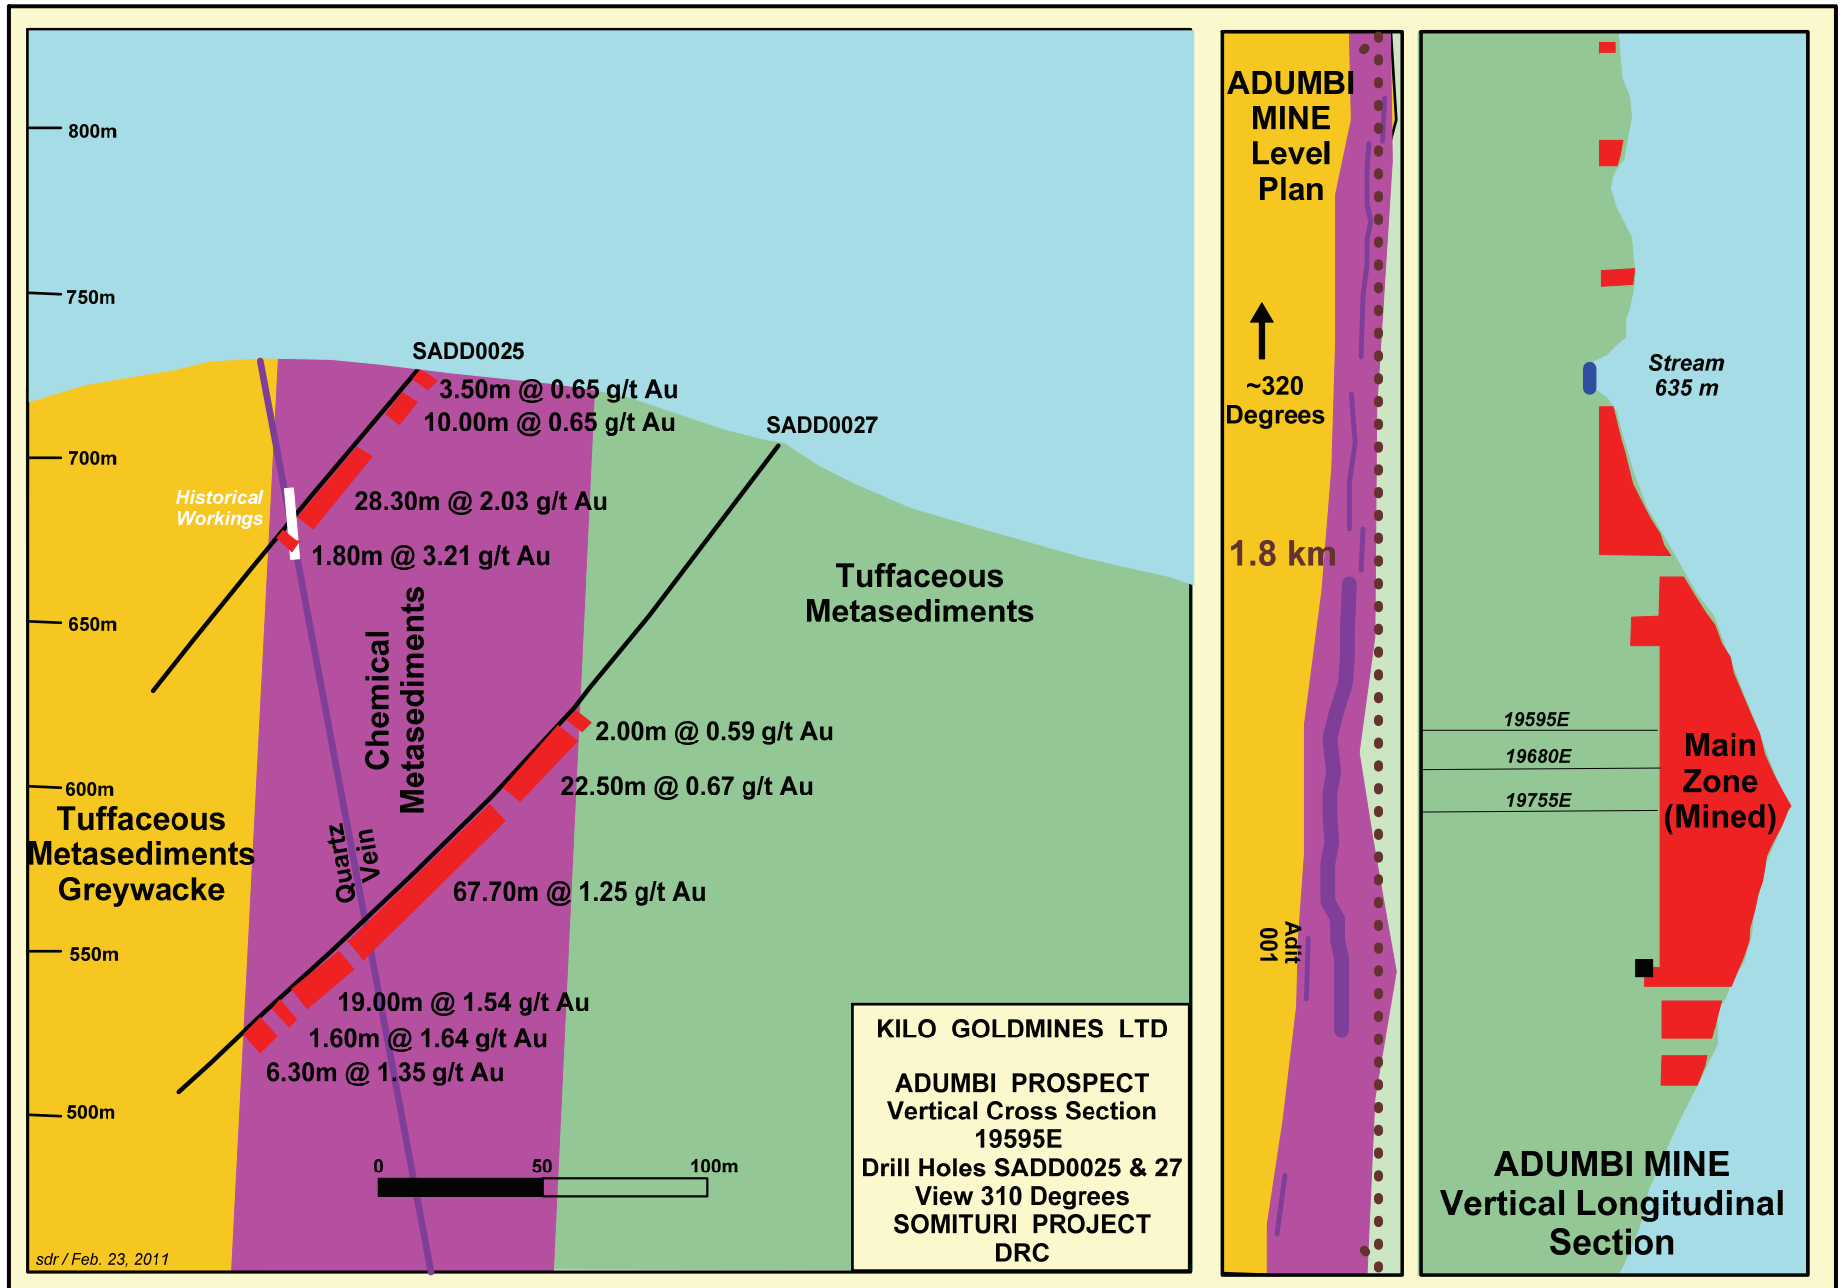 800m
750m
700m
650m
600m
550m
500m
SADD0025
3.50m @ 0.65 g/t Au
10.00m @ 0.65 g/t Au
28.30m @ 2.03 g/t Au
1.80m @ 3.21 g/t Au
Historical
Workings
SADD0027
2.00m @ 0.59 g/t Au
22.50m @ 0.67 g/t Au
67.70m @ 1.25 g/t Au
19.00m @ 1.54 g/t Au
1.60m @ 1.64 g/t Au
6.30m @ 1.35 g/t Au
Tuffaceous
Metasediments
Greywacke
Chemical
Metasediments
Quartz
Vein
Tuffaceous
Metasediments
0 50 100m
sdr / Feb. 23, 2011
KILO GOLDMINES LTD
ADUMBI PROSPECT
Vertical Cross Section
19595E
Drill Holes SADD0025 & 27
View 310 Degrees
SOMITURI PROJECT
DRC
ADUMBI
MINE
Level
Plan
~320
Degrees
1.8 km
Adit
001
Stream
635 m
19595E
19680E
19755E
Main
Zone
(Mined)
ADUMBI MINE
Vertical Longitudinal
Section